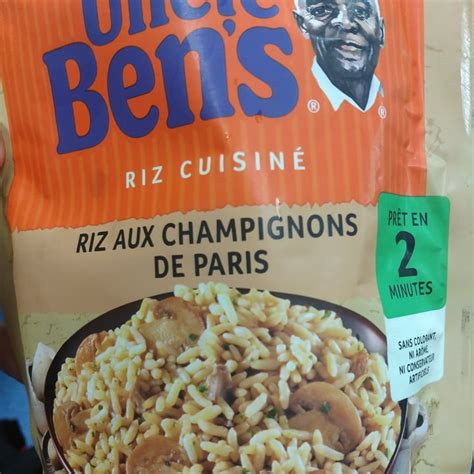 Uncle
BEN'S
® ®
RIZ CUISINÉ
RIZ AUX CHAMPIGNONS
DE PARIS
PRÊT EN
2
MINUTES
SANS COLORANT,
NI ARÔME,
NI CONSERVATEUR
ARTIFICIELS